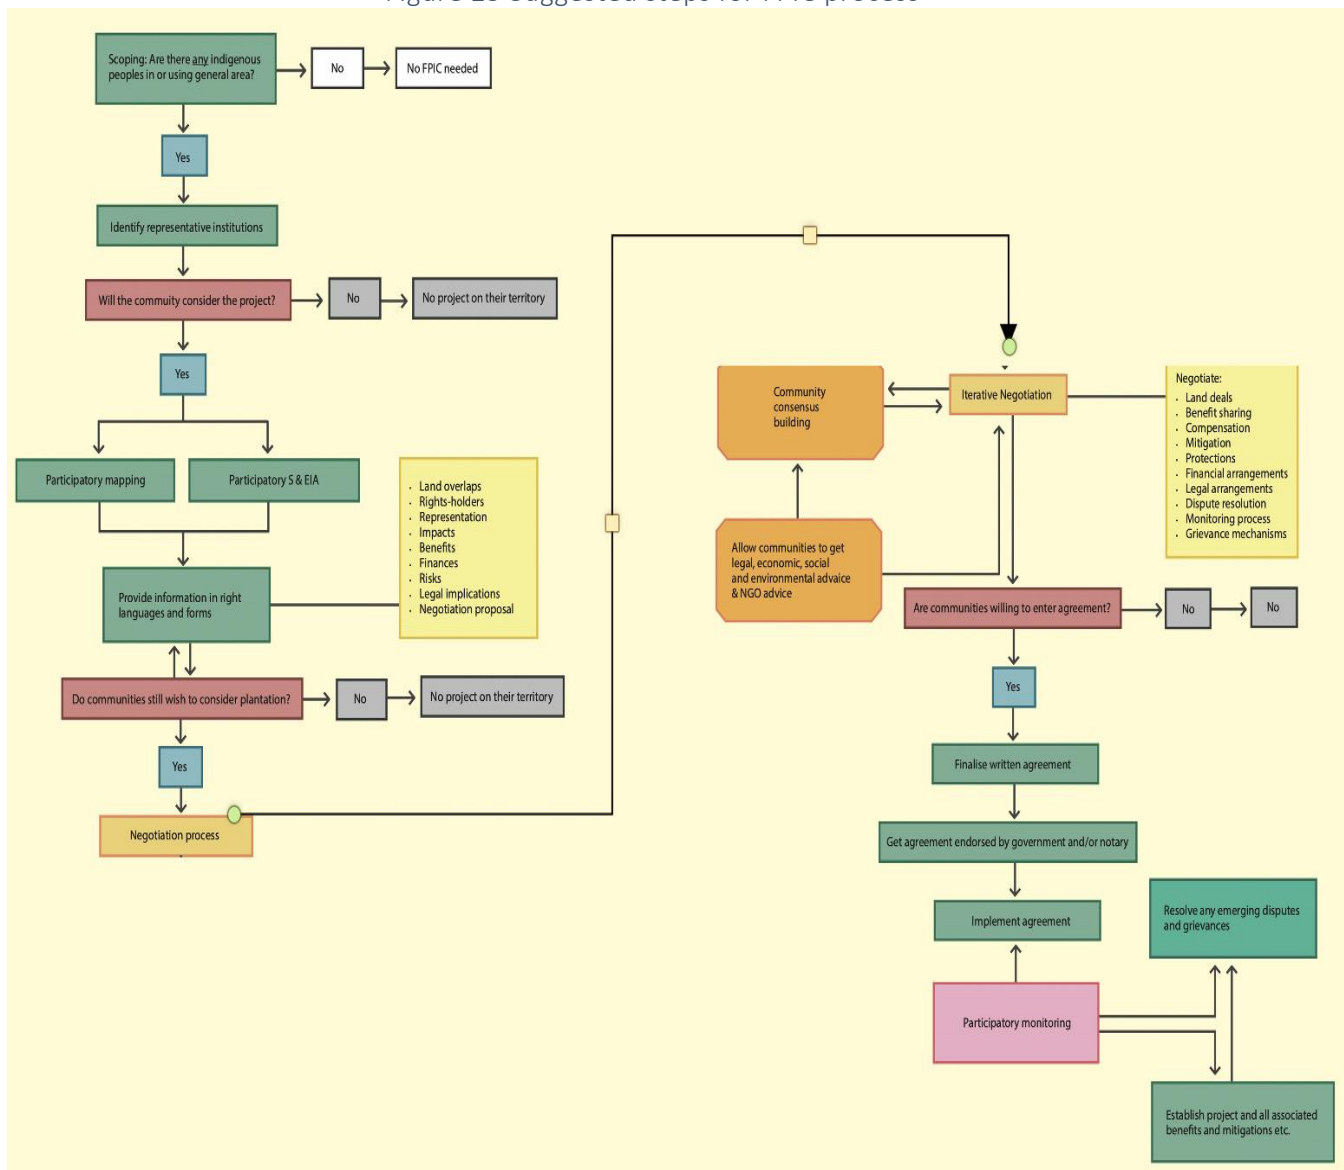 Figure 23 Suggested steps for FPIC process
Scoping: Are there any indigenous
peoples in or using general area?
No
No FPIC needed
Yes
Identify representative institutions
Will the commuity consider the project?
No
No project on their territory
Yes
Participatory mapping
Participatory S & EIA
· Land overlaps
· Rights-holders
· Representation
· Impacts
· Benefits
· Finances
· Risks
· Legal implications
· Negotiation proposal
Provide information in right
languages and forms
Do communities still wish to consider plantation?
No
No project on their territory
Yes
Negotiation process
Community
consensus
building
Iterative Negotiation
Negotiate:
· Land deals
· Benefit sharing
· Compensation
· Mitigation
· Protections
· Financial arrangements
· Legal arrangements
· Dispute resolution
· Monitoring process
· Grievance mechanisms
Allow communities to get
legal, economic, social
and environmental advaice
& NGO advice
Are communities willing to enter agreement?
No
No
Yes
Finalise written agreement
Get agreement endorsed by government and/or notary
Implement agreement
Resolve any emerging disputes
and grievances
Participatory monitoring
Establish project and all associated
benefits and mitigations etc.